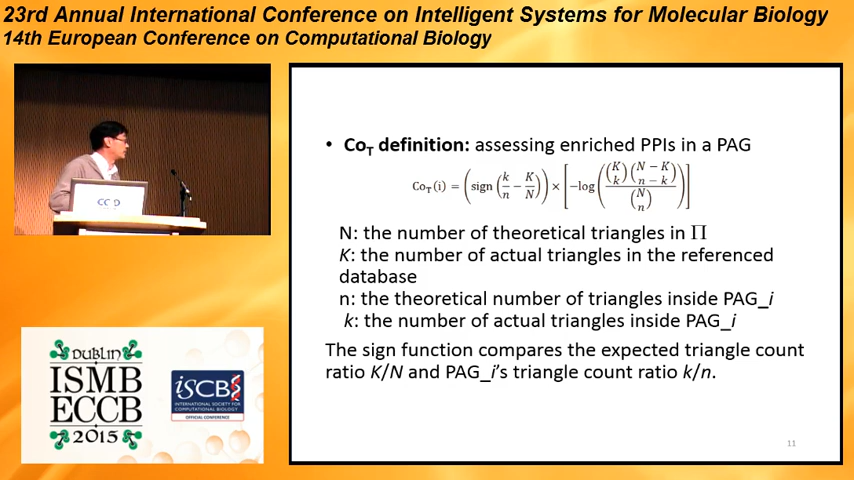 23rd Annual International Conference on Intelligent Systems for Molecular Biology
14th European Conference on Computational Biology
• Co_T definition: assessing enriched PPIs in a PAG
Co_T(i) = (sign (k/n − K/N)) × [−log((K k)(N − K n − k)/(N n))]
N: the number of theoretical triangles in Π
K: the number of actual triangles in the referenced
database
n: the theoretical number of triangles inside PAG_i
k: the number of actual triangles inside PAG_i
The sign function compares the expected triangle count
ratio K/N and PAG_i's triangle count ratio k/n.
11
DUBLIN
ISMB
ECCB
2015
ISCB
INTERNATIONAL SOCIETY FOR
COMPUTATIONAL BIOLOGY
OFFICIAL CONFERENCE